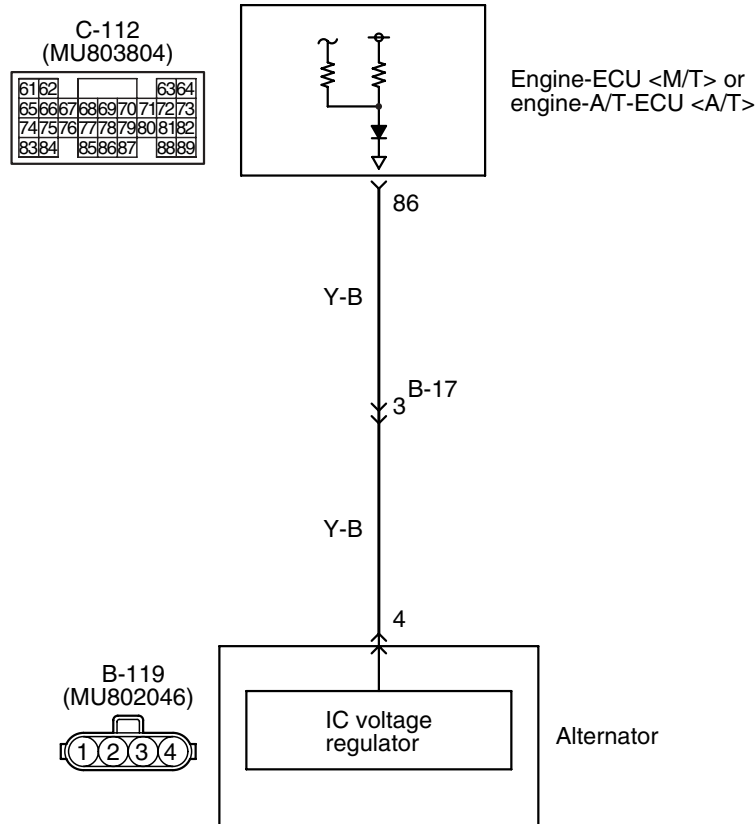 C-112
(MU803804)
61 62 63 64
65 66 67 68 69 70 71 72 73
74 75 76 77 78 79 80 81 82
83 84 85 86 87 88 89
Engine-ECU <M/T> or
engine-A/T-ECU <A/T>
86
Y-B
B-17
3
Y-B
4
B-119
(MU802046)
1 2 3 4
IC voltage
regulator
Alternator